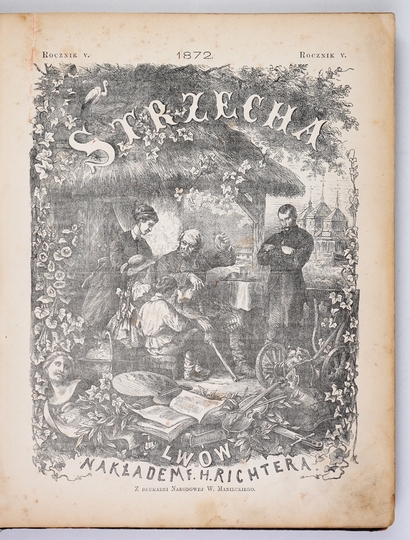 Rocznik V.
1872.
Rocznik V.
STRZECHA
LWÓW
NAKŁADEM F. H. RICHTERA.
Z drukarni Narodowej W. Manieckiego.